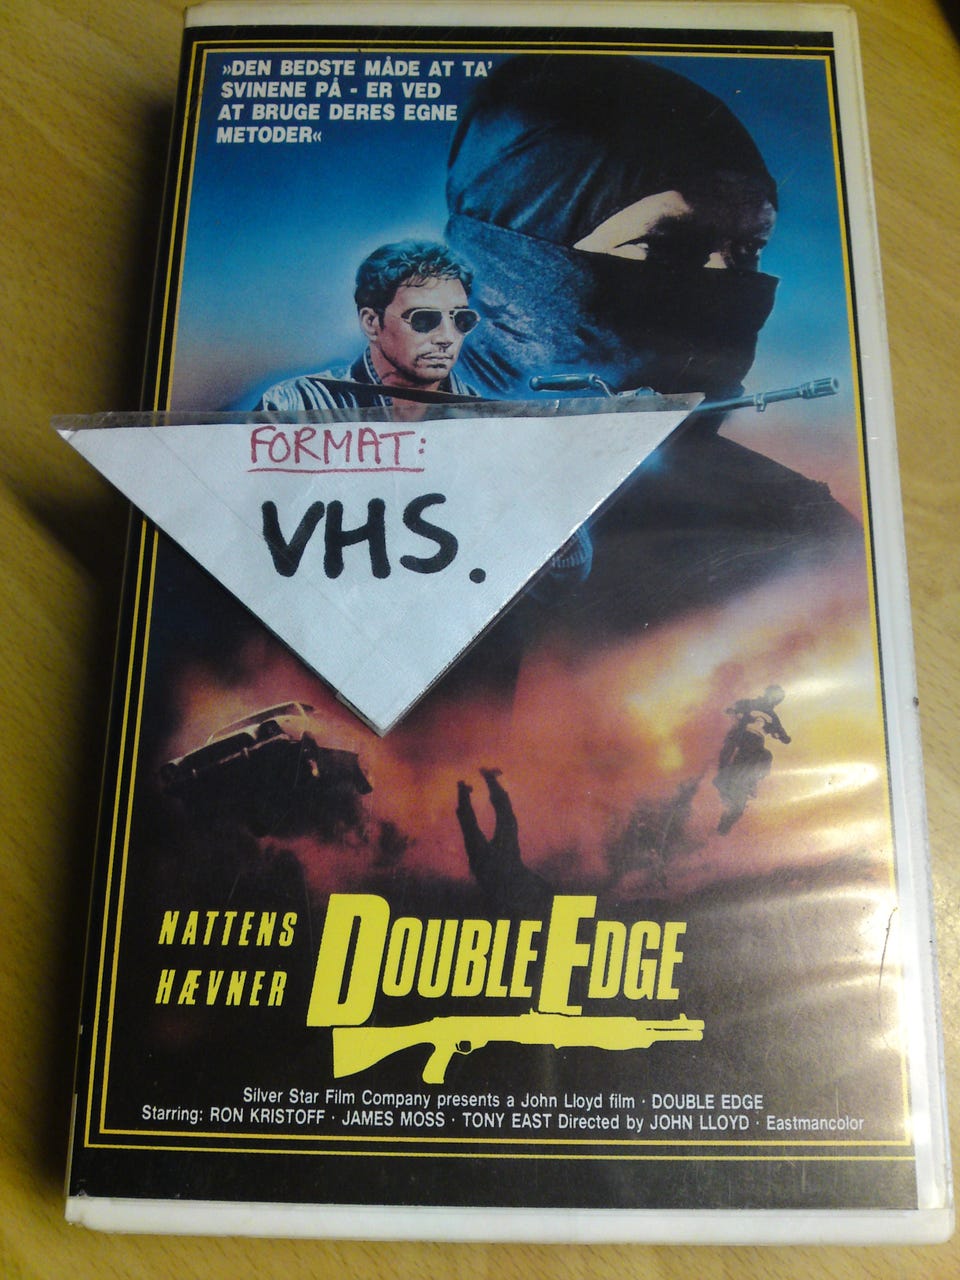 »DEN BEDSTE MÅDE AT TA'
SVINENE PÅ - ER VED
AT BRUGE DERES EGNE
METODER«
FORMAT:
VHS.
NATTENS
HÆVNER
DOUBLE EDGE
Silver Star Film Company presents a John Lloyd film · DOUBLE EDGE
Starring: RON KRISTOFF · JAMES MOSS · TONY EAST Directed by JOHN LLOYD · Eastmancolor